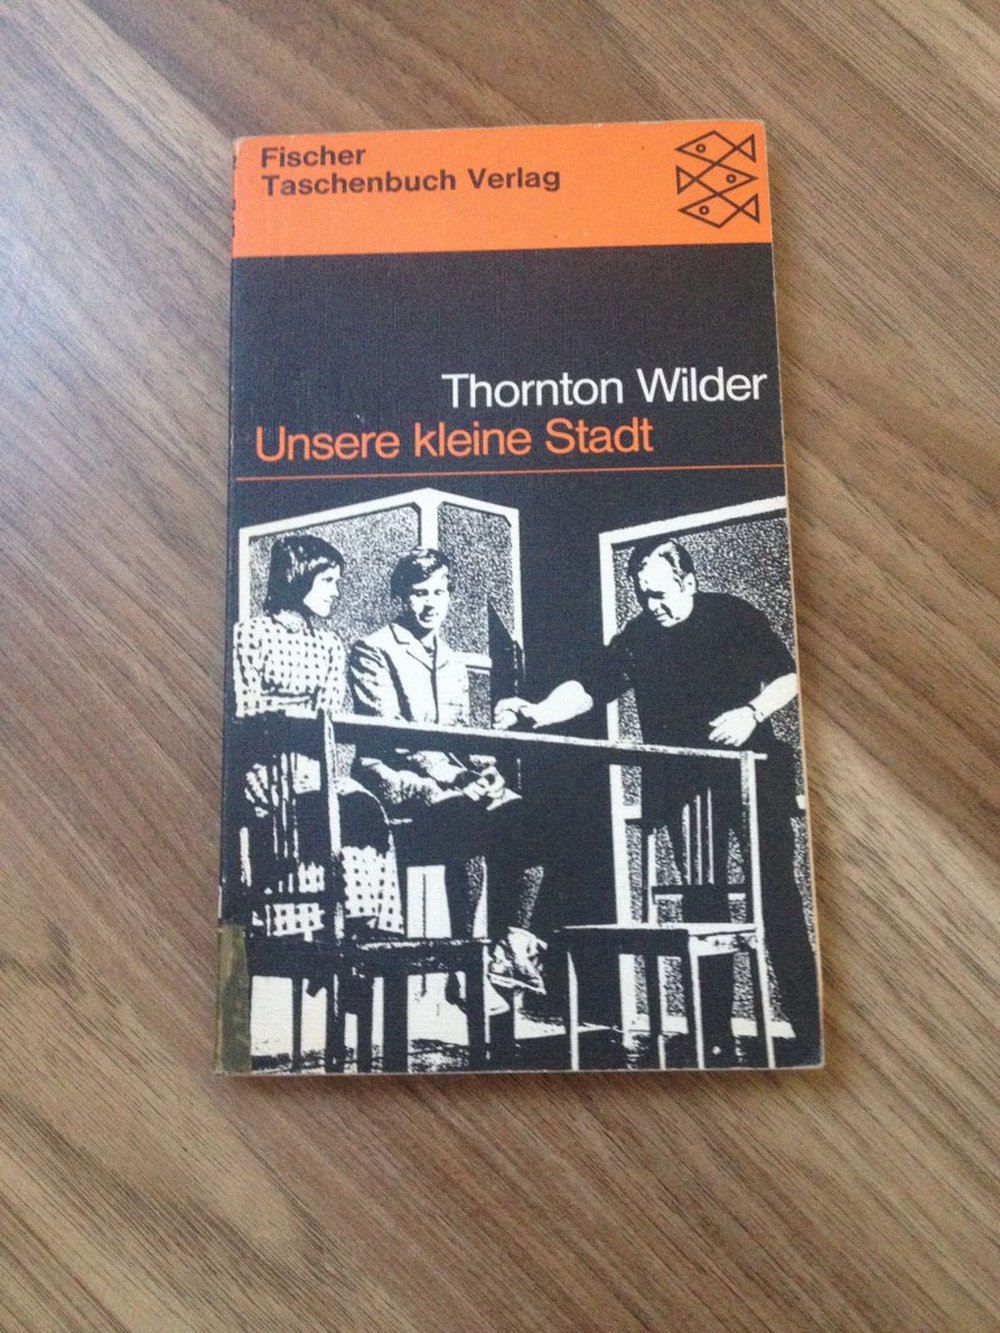 Fischer
Taschenbuch Verlag
Thornton Wilder
Unsere kleine Stadt